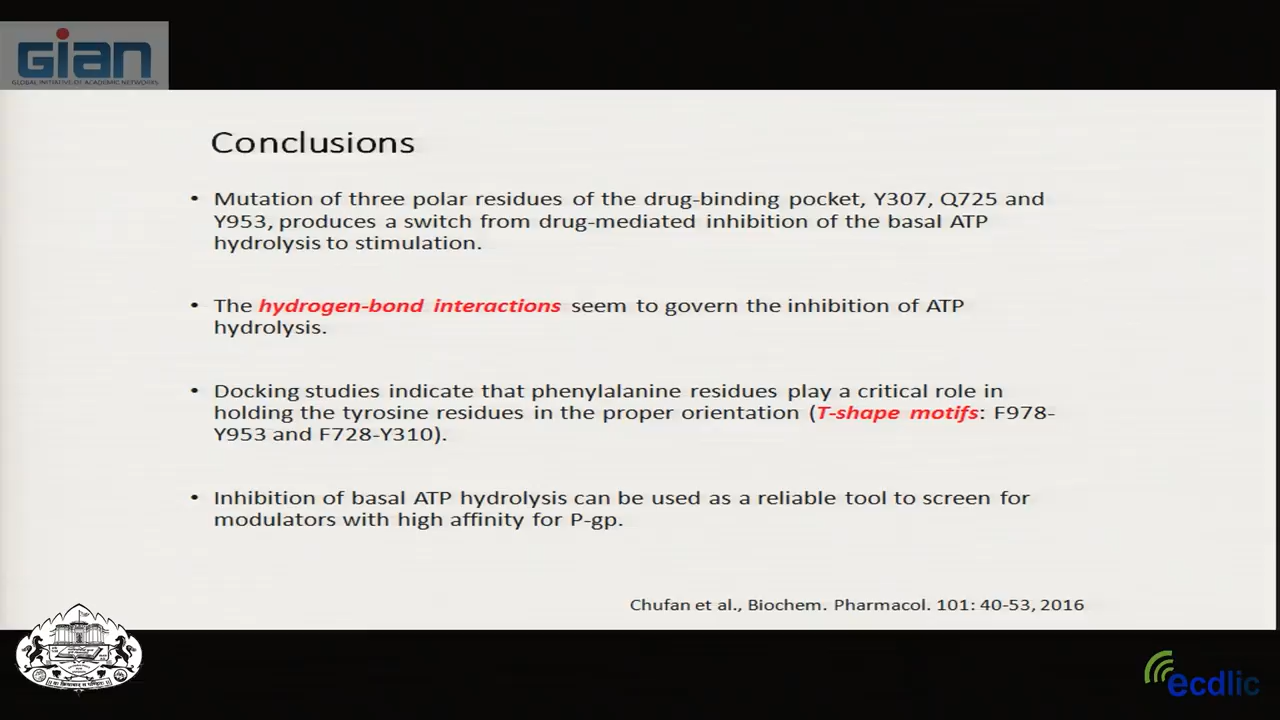 GIAN
GLOBAL INITIATIVE OF ACADEMIC NETWORKS
Conclusions
• Mutation of three polar residues of the drug-binding pocket, Y307, Q725 and
Y953, produces a switch from drug-mediated inhibition of the basal ATP
hydrolysis to stimulation.
• The hydrogen-bond interactions seem to govern the inhibition of ATP
hydrolysis.
• Docking studies indicate that phenylalanine residues play a critical role in
holding the tyrosine residues in the proper orientation (T-shape motifs: F978-
Y953 and F728-Y310).
• Inhibition of basal ATP hydrolysis can be used as a reliable tool to screen for
modulators with high affinity for P-gp.
Chufan et al., Biochem. Pharmacol. 101: 40-53, 2016
ecdlic